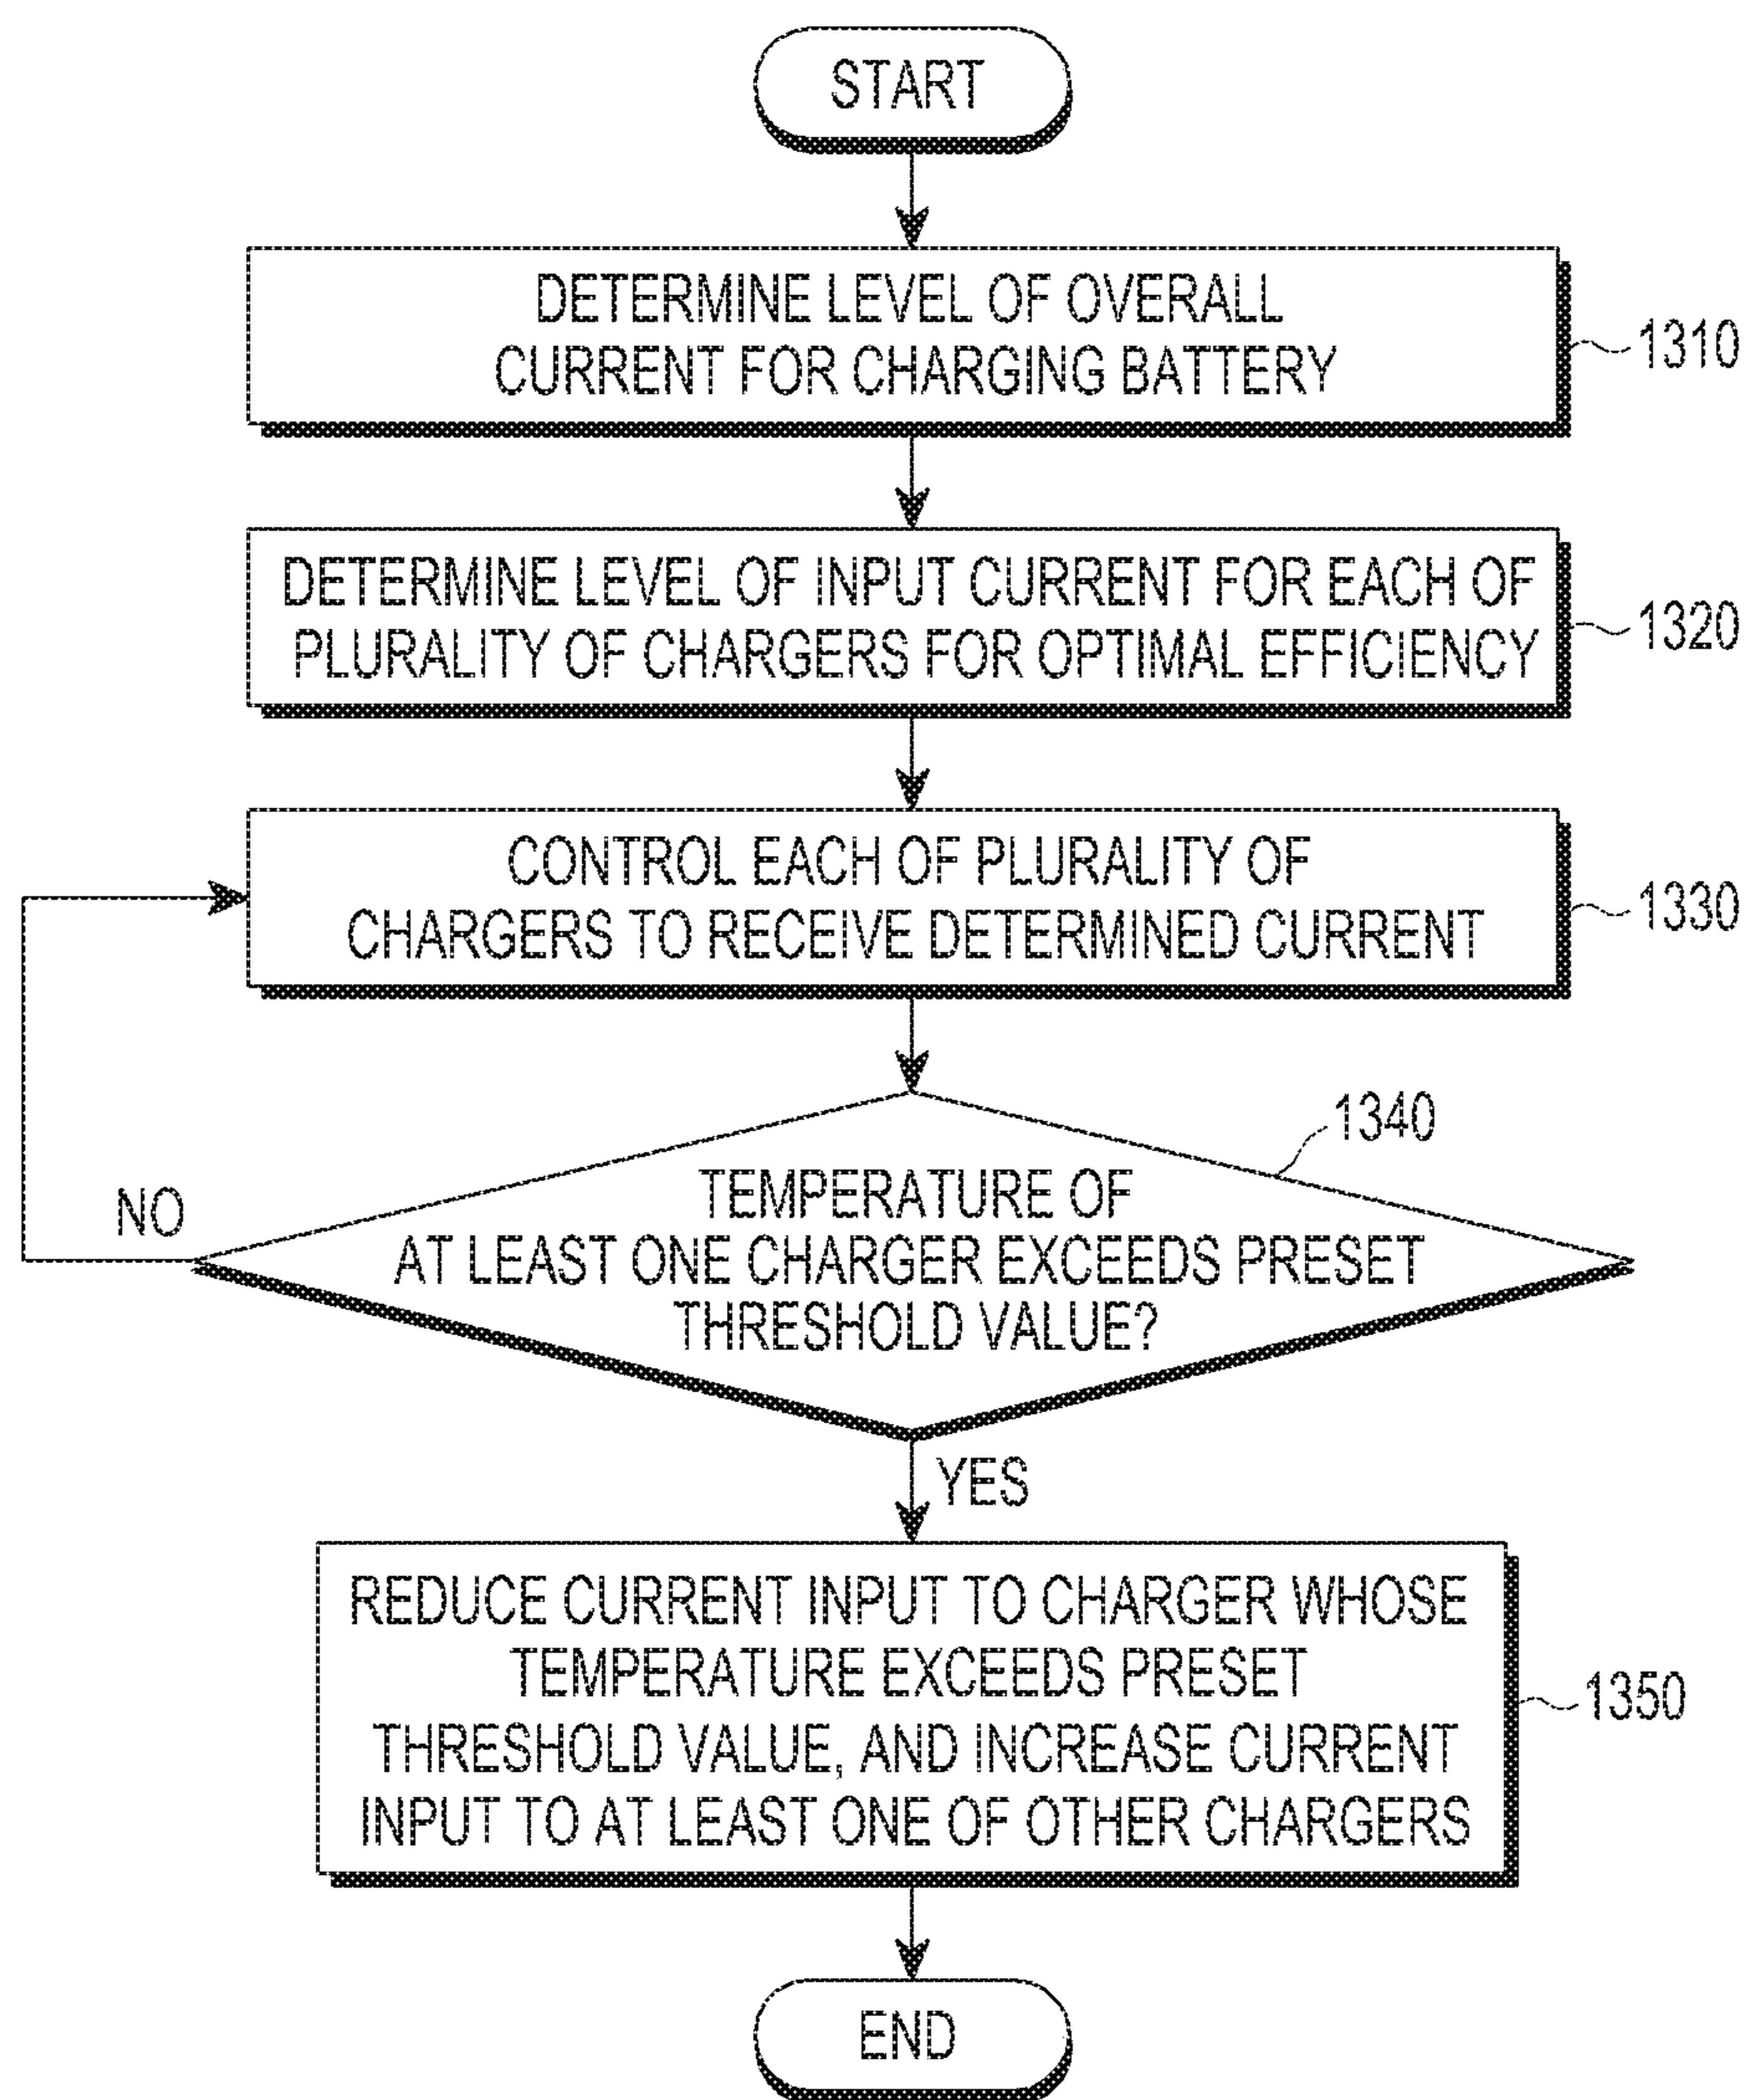 START
DETERMINE LEVEL OF OVERALL
CURRENT FOR CHARGING BATTERY
1310
DETERMINE LEVEL OF INPUT CURRENT FOR EACH OF
PLURALITY OF CHARGERS FOR OPTIMAL EFFICIENCY
1320
CONTROL EACH OF PLURALITY OF
CHARGERS TO RECEIVE DETERMINED CURRENT
1330
1340
TEMPERATURE OF
AT LEAST ONE CHARGER EXCEEDS PRESET
THRESHOLD VALUE?
NO
YES
REDUCE CURRENT INPUT TO CHARGER WHOSE
TEMPERATURE EXCEEDS PRESET
THRESHOLD VALUE, AND INCREASE CURRENT
INPUT TO AT LEAST ONE OF OTHER CHARGERS
1350
END